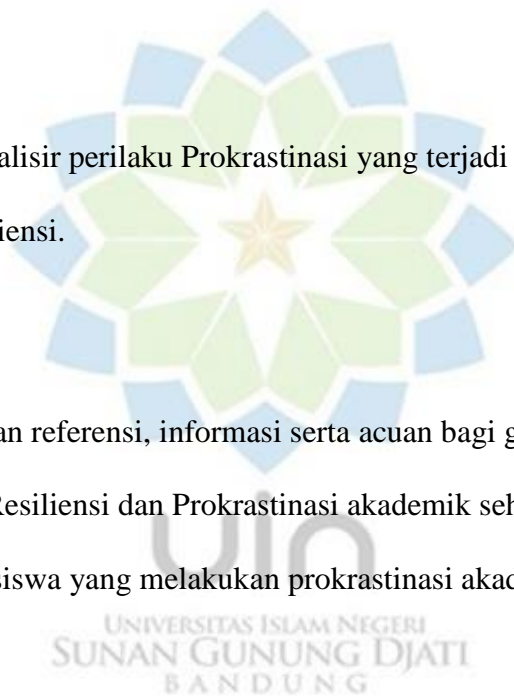 alisir perilaku Prokrastinasi yang terjadi
iensi.
an referensi, informasi serta acuan bagi g
Resiliensi dan Prokrastinasi akademik seh
siswa yang melakukan prokrastinasi akad
uin
UNIVERSITAS ISLAM NEGERI
SUNAN GUNUNG DJATI
BANDUNG